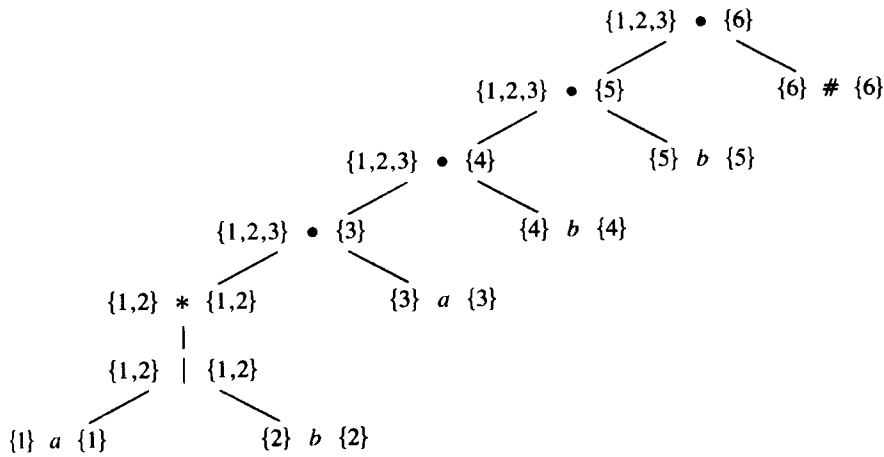 {1,2,3} • {6}
{1,2,3} • {5} {6} # {6}
{1,2,3} • {4} {5} b {5}
{1,2,3} • {3} {4} b {4}
{1,2} * {1,2} {3} a {3}
{1,2} | {1,2}
{1} a {1} {2} b {2}